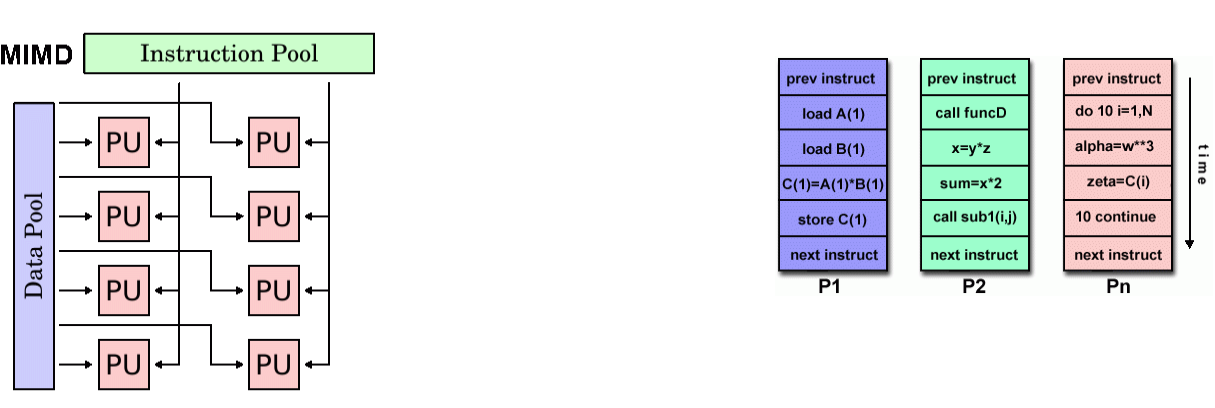 MIMD
Instruction Pool
Data Pool
PU PU
PU PU
PU PU
PU PU
prev instruct
load A(1)
load B(1)
C(1)=A(1)*B(1)
store C(1)
next instruct
P1
prev instruct
call funcD
x=y*z
sum=x*2
call sub1(i,j)
next instruct
P2
prev instruct
do 10 i=1,N
alpha=w**3
zeta=C(i)
10 continue
next instruct
Pn
time